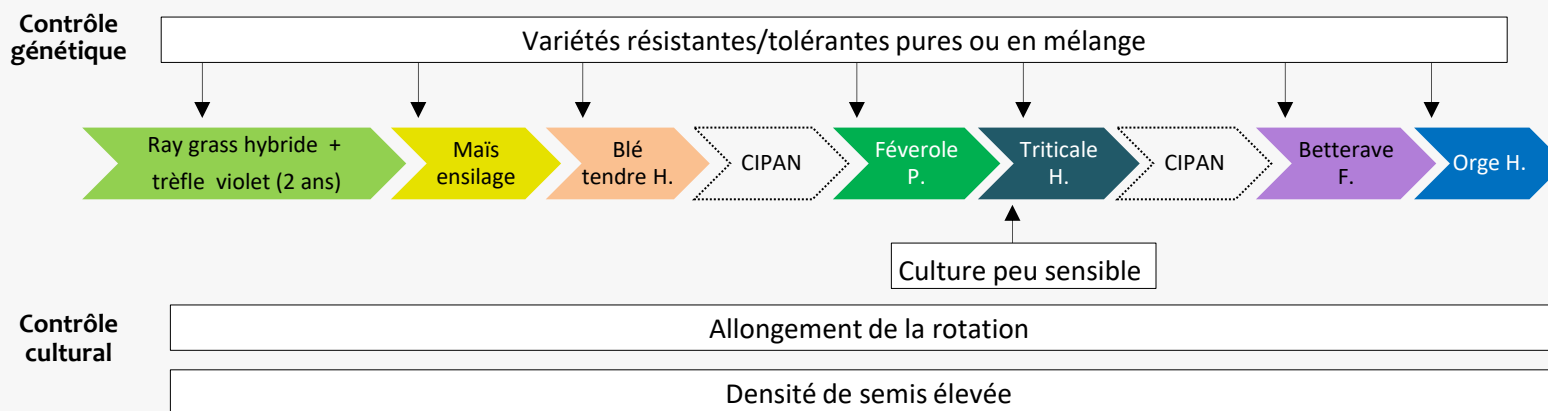 Contrôle
génétique
Variétés résistantes/tolérantes pures ou en mélange
Ray grass hybride +
trèfle violet (2 ans)
Maïs
ensilage
Blé
tendre H.
CIPAN
Féverole
P.
Triticale
H.
CIPAN
Betterave
F.
Orge H.
Culture peu sensible
Contrôle
cultural
Allongement de la rotation
Densité de semis élevée